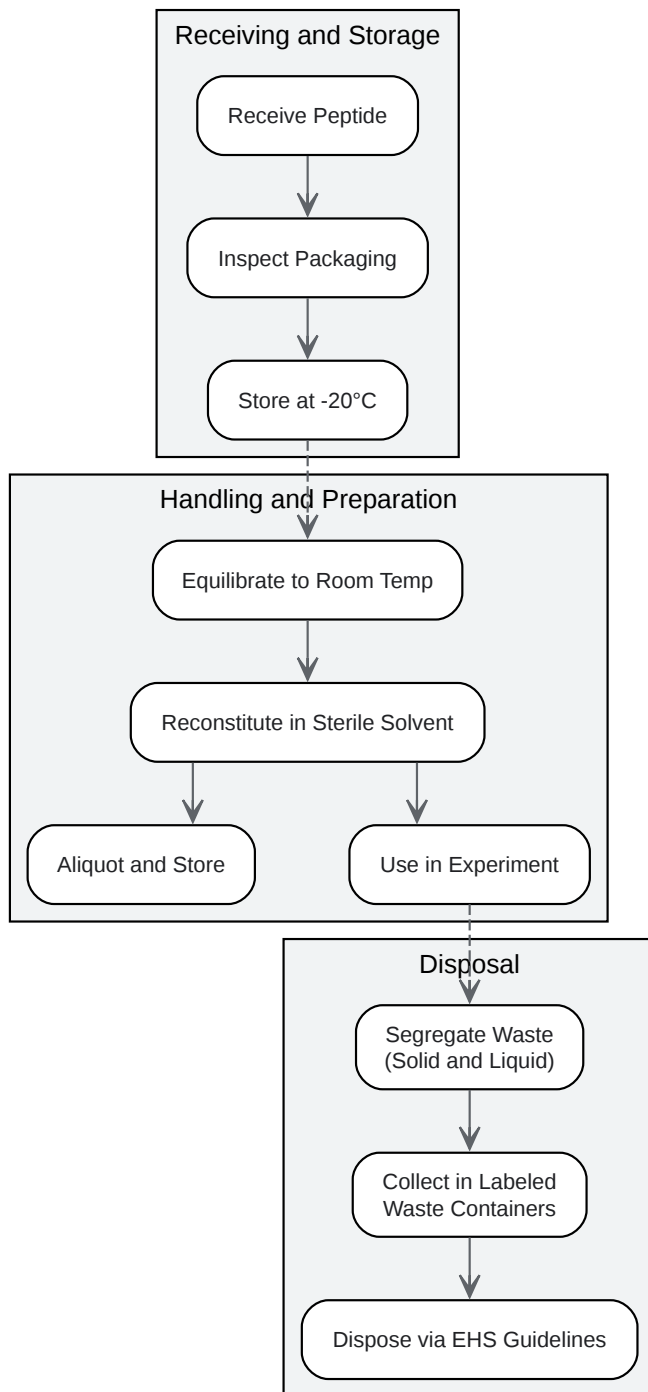 Receiving and Storage
Receive Peptide
Inspect Packaging
Store at -20°C
Handling and Preparation
Equilibrate to Room Temp
Reconstitute in Sterile Solvent
Aliquot and Store
Use in Experiment
Disposal
Segregate Waste
(Solid and Liquid)
Collect in Labeled
Waste Containers
Dispose via EHS Guidelines